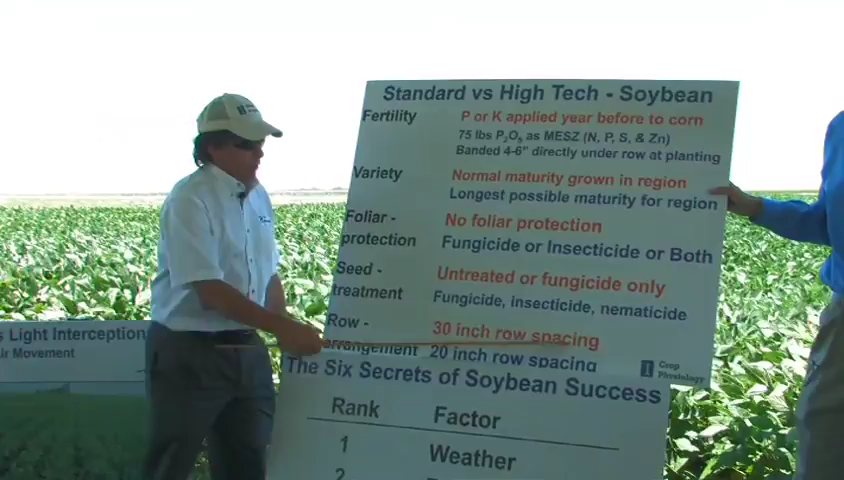 Standard vs High Tech - Soybean
Fertility P or K applied year before to corn
75 lbs P₂O₅ as MESZ (N, P, S, & Zn)
Banded 4-6" directly under row at planting
Variety Normal maturity grown in region
Longest possible maturity for region
Foliar - No foliar protection
protection Fungicide or Insecticide or Both
Seed - Untreated or fungicide only
treatment Fungicide, insecticide, nematicide
Row - 30 inch row spacing
arrangement 20 inch row spacing
Crop
Physiology
s Light Interception
ir Movement
The Six Secrets of Soybean Success
Rank Factor
1 Weather
2